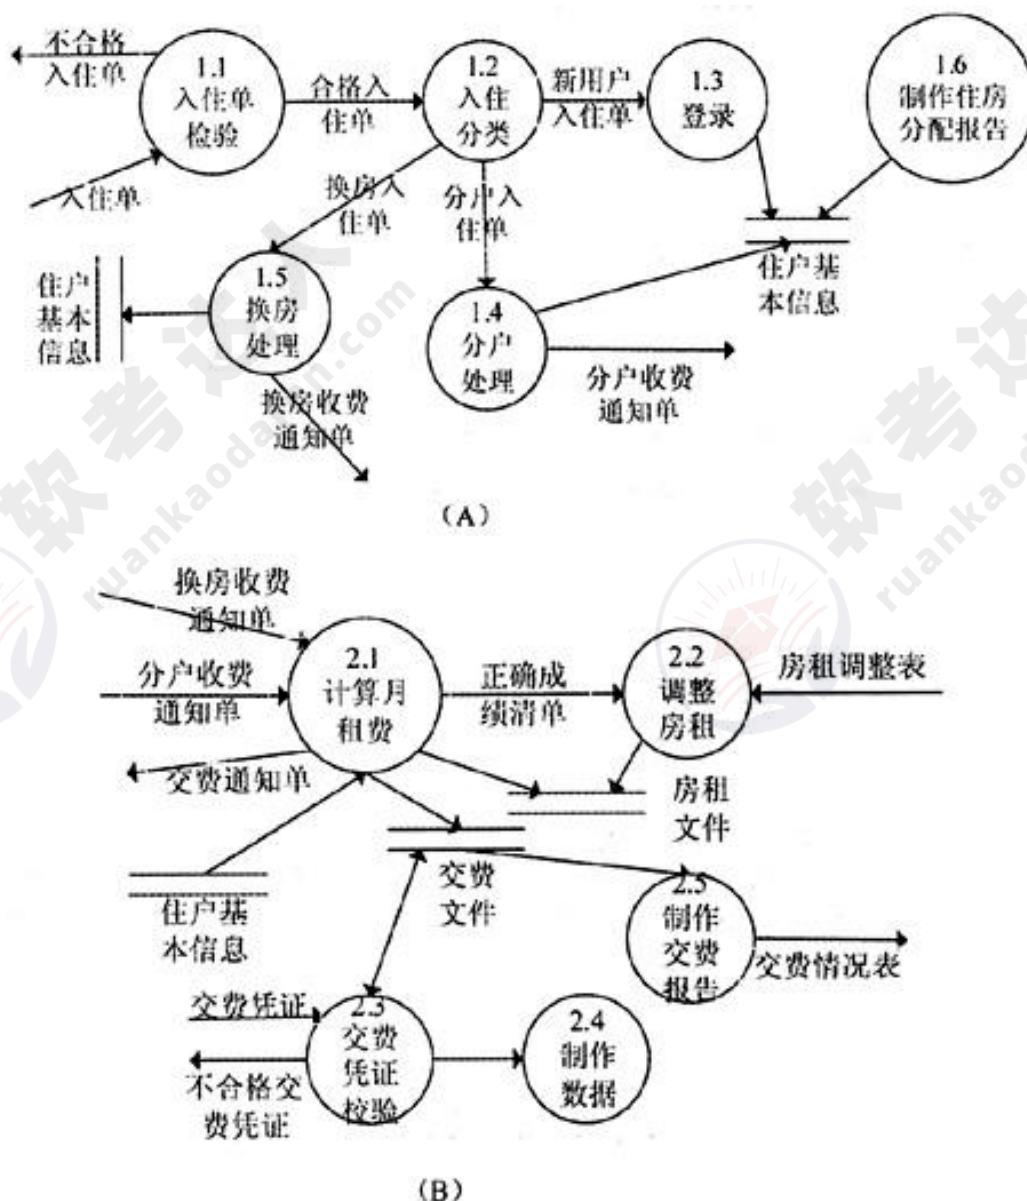 不合格
入住单
1.1
入住单
检验
入住单
合格入
住单
1.2
入住
分类
新用户
入住单
1.3
登录
1.6
制作住房
分配报告
换房入
住单
分户入
住单
住户基
本信息
住户
基本
信息
1.5
换房
处理
1.4
分户
处理
换房收费
通知单
分户收费
通知单
(A)
换房收费
通知单
分户收费
通知单
2.1
计算月
租费
正确成
绩清单
2.2
调整
房租
房租调整表
交费通知单
房租
文件
住户基
本信息
交费
文件
2.5
制作
交费
报告
交费情况表
交费凭证
不合格交
费凭证
2.3
交费
凭证
校验
2.4
制作
数据
(B)
软考达人
ruankaodaren.com
软考达
ruankaoda